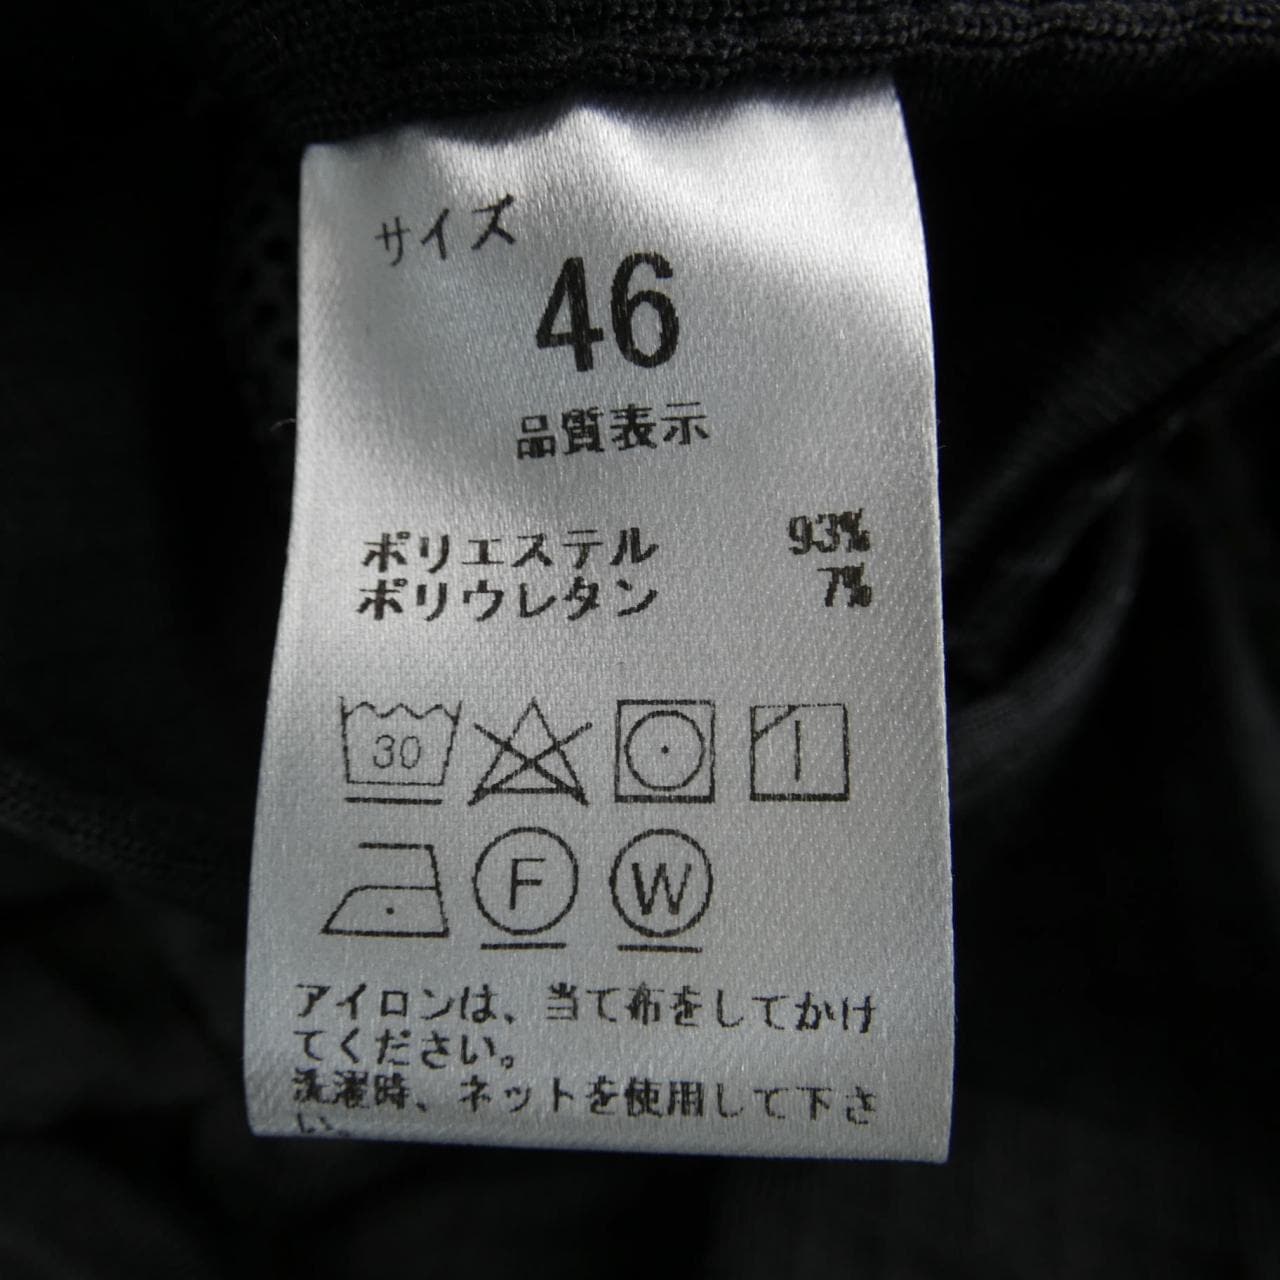 サイズ
46
品質表示
ポリエステル 93%
ポリウレタン 7%
30
F W
アイロンは、当て布をしてかけ
てください。
洗濯時、ネットを使用して下さ
い。